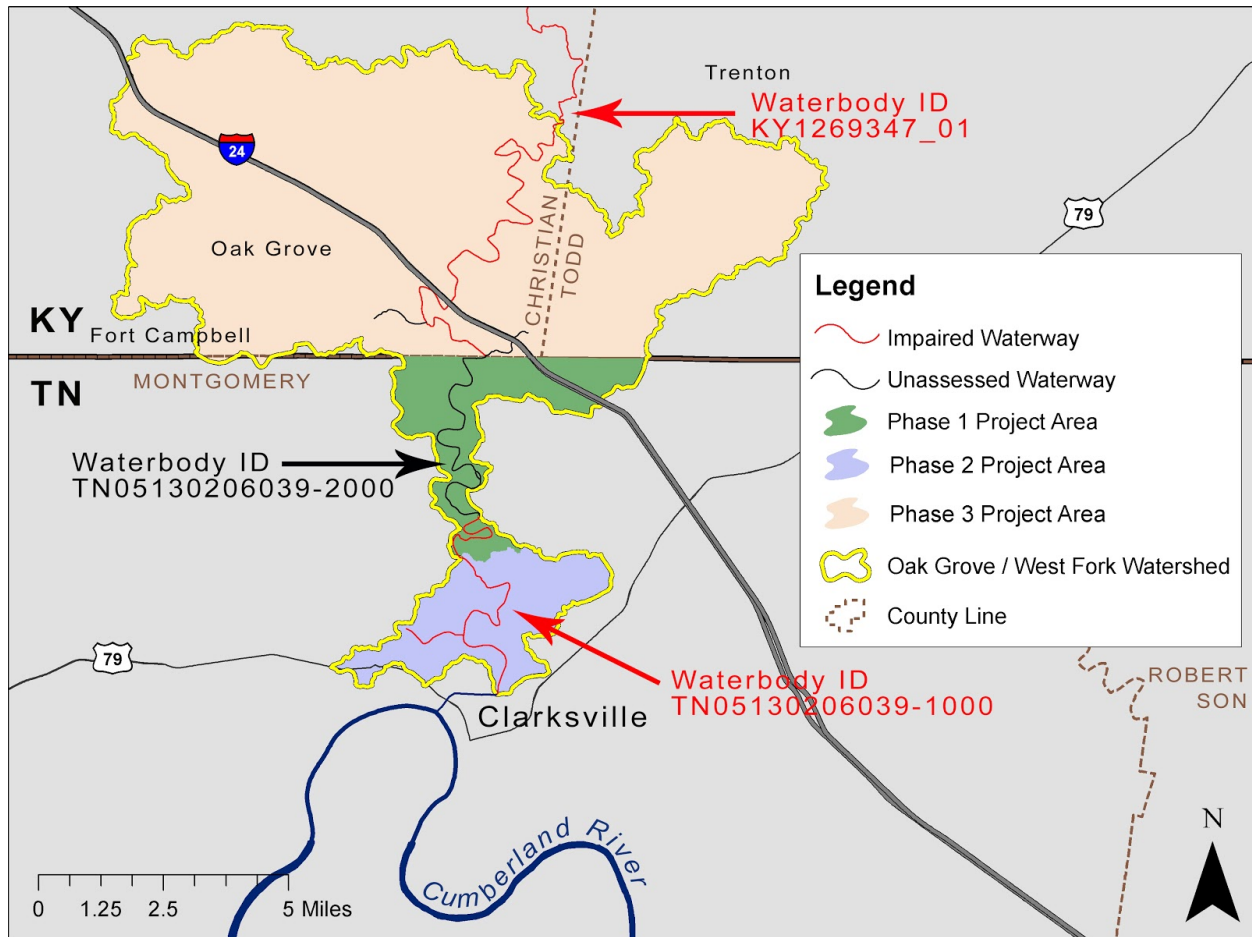 Trenton
Waterbody ID
KY1269347_01
24
79
Oak Grove
CHRISTIAN
TODD
Legend
KY
Fort Campbell
Impaired Waterway
MONTGOMERY
TN
Unassessed Waterway
Phase 1 Project Area
Waterbody ID
TN05130206039-2000
Phase 2 Project Area
Phase 3 Project Area
Oak Grove / West Fork Watershed
County Line
79
Waterbody ID
TN05130206039-1000
ROBERT
SON
Clarksville
Cumberland River
N
0 1.25 2.5 5 Miles